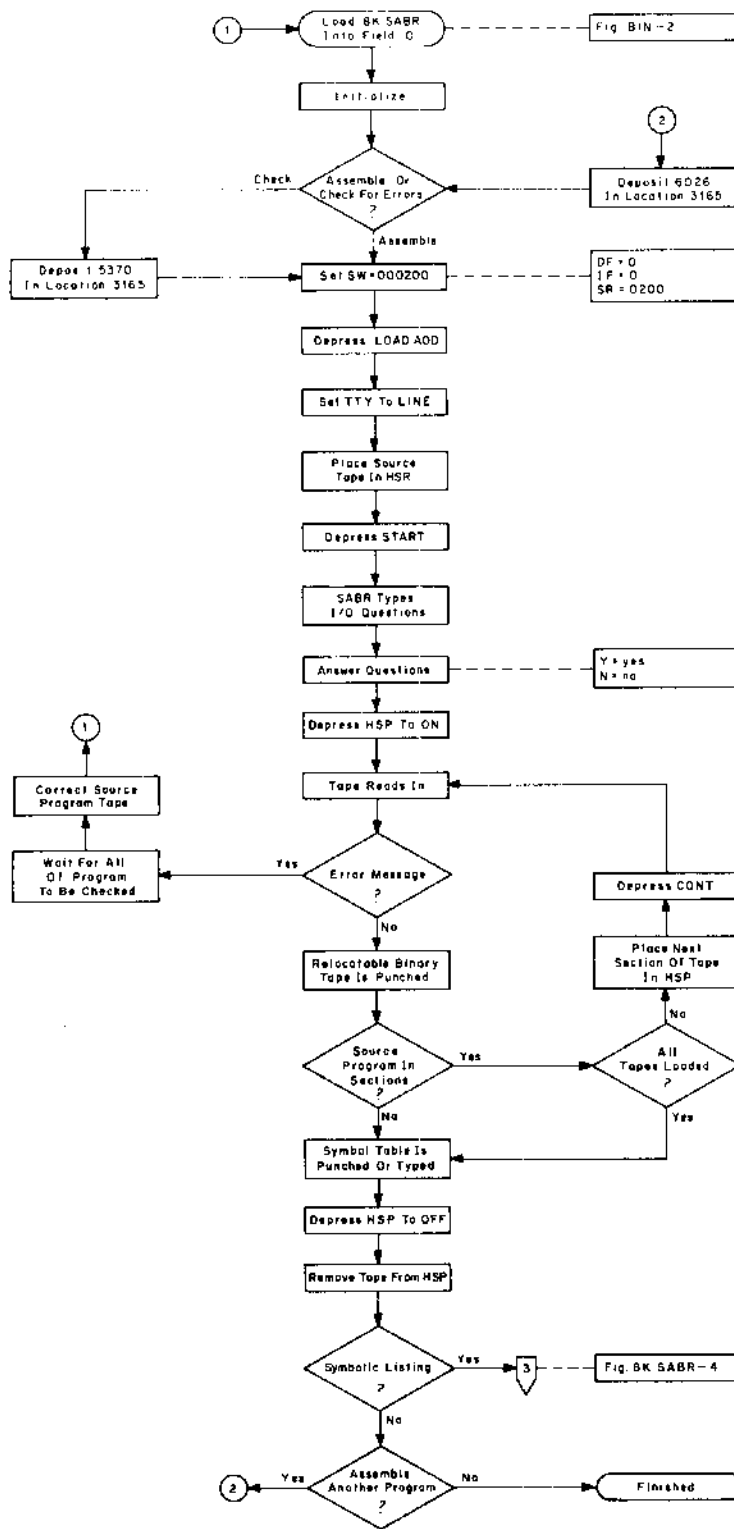 1
Load 8K SABR
Into Field 0
Fig. BIN-2
Initialize
2
Check
Assemble Or
Check For Errors
?
Deposit 6026
In Location 3165
Assemble
Deposit 5370
In Location 3165
Set SW=000200
DF = 0
IF = 0
SR = 0200
Depress LOAD ADD
Set TTY To LINE
Place Source
Tape In HSR
Depress START
SABR Types
I/O Questions
Answer Questions
Y = yes
N = no
1
Depress HSP To ON
Correct Source
Program Tape
Tape Reads In
Wait For All
Of Program
To Be Checked
Yes
Error Message
?
Depress CONT
No
Relocatable Binary
Tape Is Punched
Place Next
Section Of Tape
In HSP
No
Source
Program In
Sections
?
Yes
All
Tapes Loaded
?
No
Yes
Symbol Table Is
Punched Or Typed
Depress HSP To OFF
Remove Tape From HSP
Symbolic Listing
?
Yes
3
Fig. 8K SABR-4
No
2
Yes
Assemble
Another Program
?
No
Finished